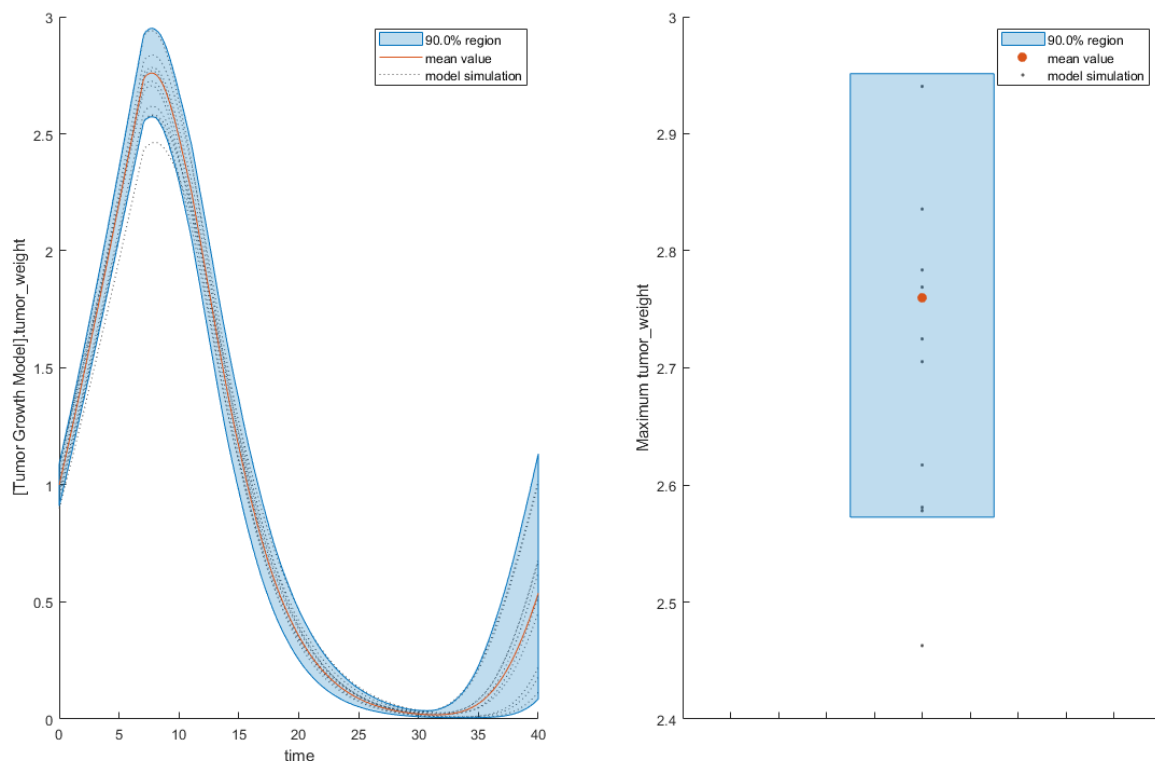 90.0% region
mean value
model simulation
[Tumor Growth Model].tumor_weight
3
2.5
2
1.5
1
0.5
0
0
5
10
15
20
25
30
35
40
time
90.0% region
mean value
model simulation
Maximum tumor_weight
3
2.9
2.8
2.7
2.6
2.5
2.4